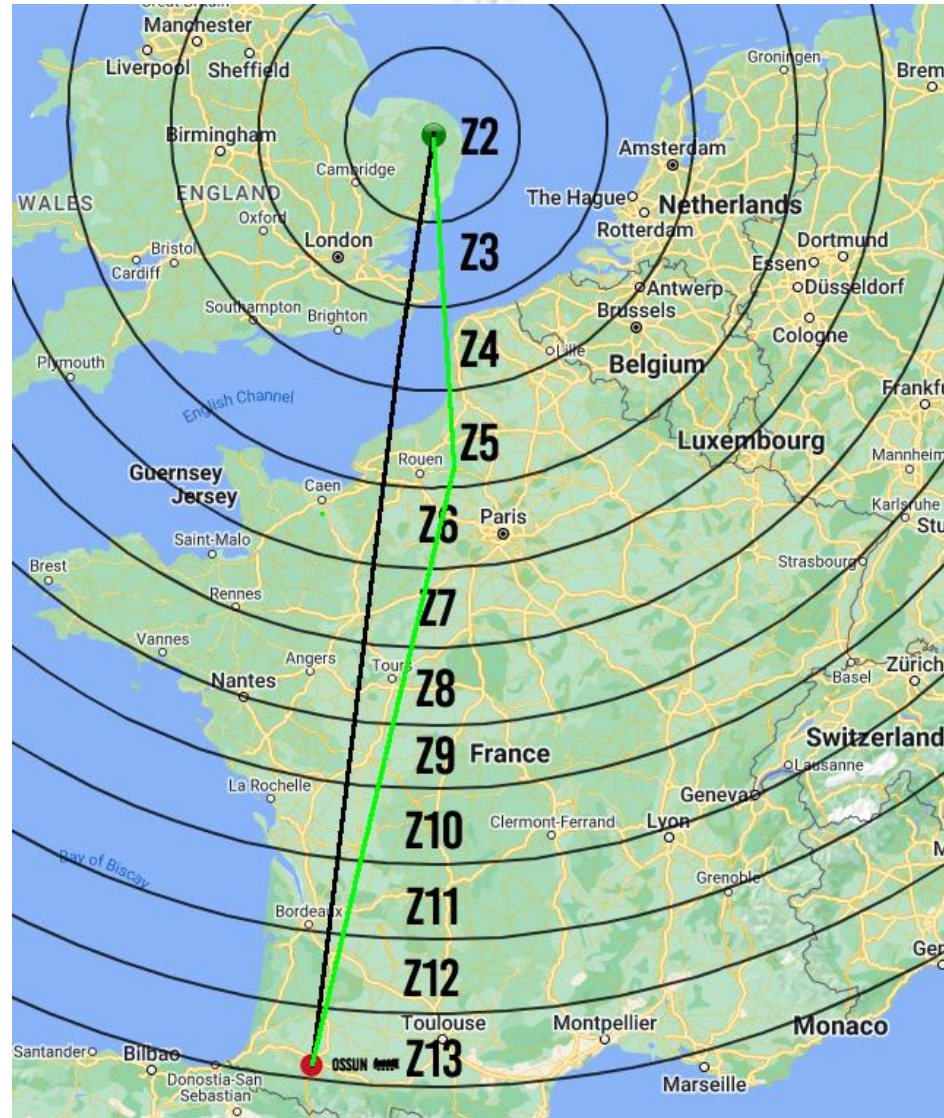 Manchester
Liverpool
Sheffield
Groningen
Brem
Birmingham
Z2
Amsterdam
Cambridge
WALES
ENGLAND
The Hague
Netherlands
Oxford
Rotterdam
London
Z3
Bristol
Cardiff
Dortmund
Essen
Antwerp
Düsseldorf
Southampton
Brighton
Brussels
Cologne
Z4
Lille
Belgium
Plymouth
English Channel
Frankfu
Z5
Luxembourg
Rouen
Mannheim
Guernsey
Jersey
Caen
Karlsruhe
Z6
Paris
Stu
Saint-Malo
Strasbourg
Brest
Rennes
Z7
Vannes
Angers
Tours
Basel
Zürich
Nantes
Z8
Switzerland
Z9
France
Lausanne
La Rochelle
Geneva
Z10
Clermont-Ferrand
Lyon
M
Bay of Biscay
Grenoble
Z11
Bordeaux
Ger
Z12
Toulouse
Montpellier
Monaco
Santander
Bilbao
OSSUN
Z13
Donostia-San
Sebastian
Marseille